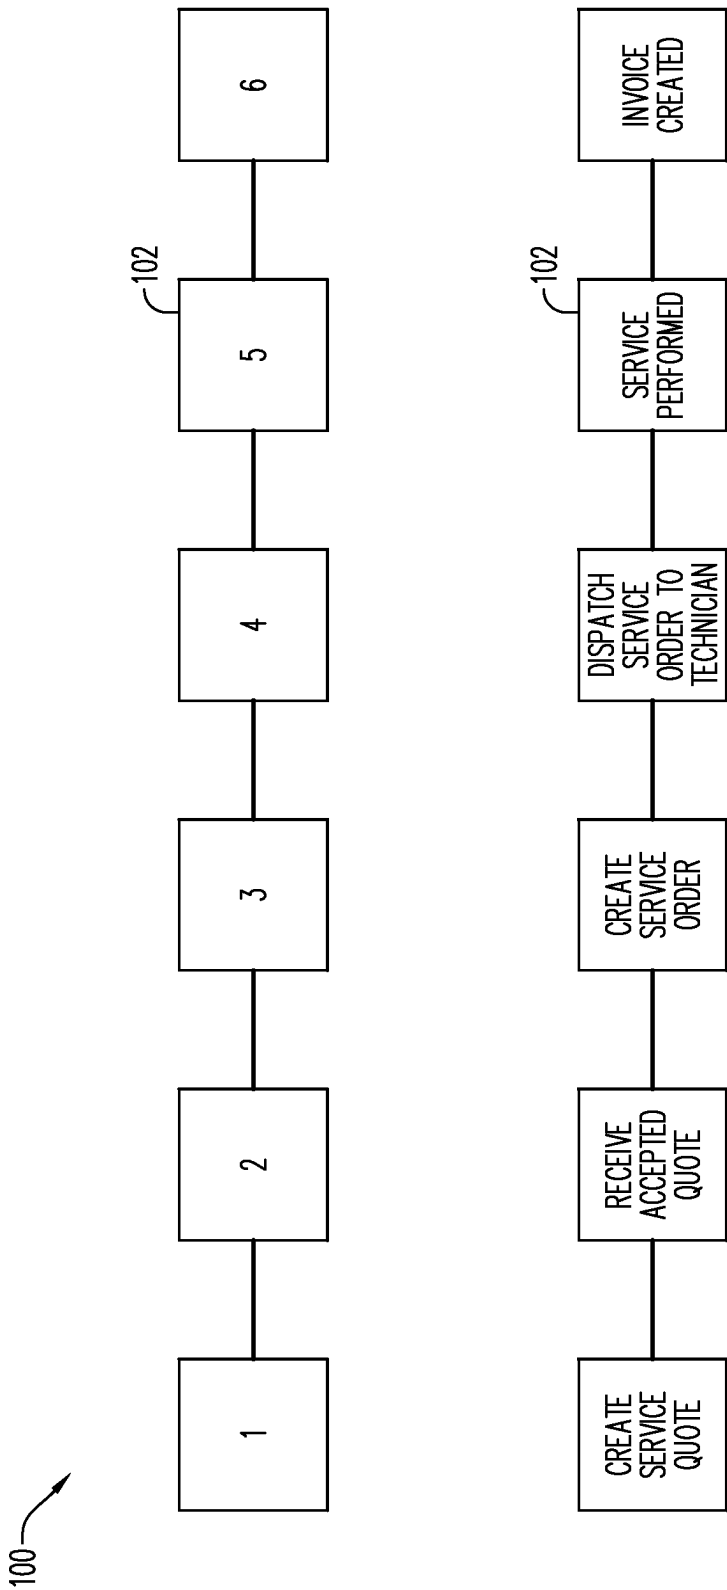 100
1
2
3
4
5
6
102
CREATE
SERVICE
QUOTE
RECEIVE
ACCEPTED
QUOTE
CREATE
SERVICE
ORDER
DISPATCH
SERVICE
ORDER TO
TECHNICIAN
SERVICE
PERFORMED
102
INVOICE
CREATED